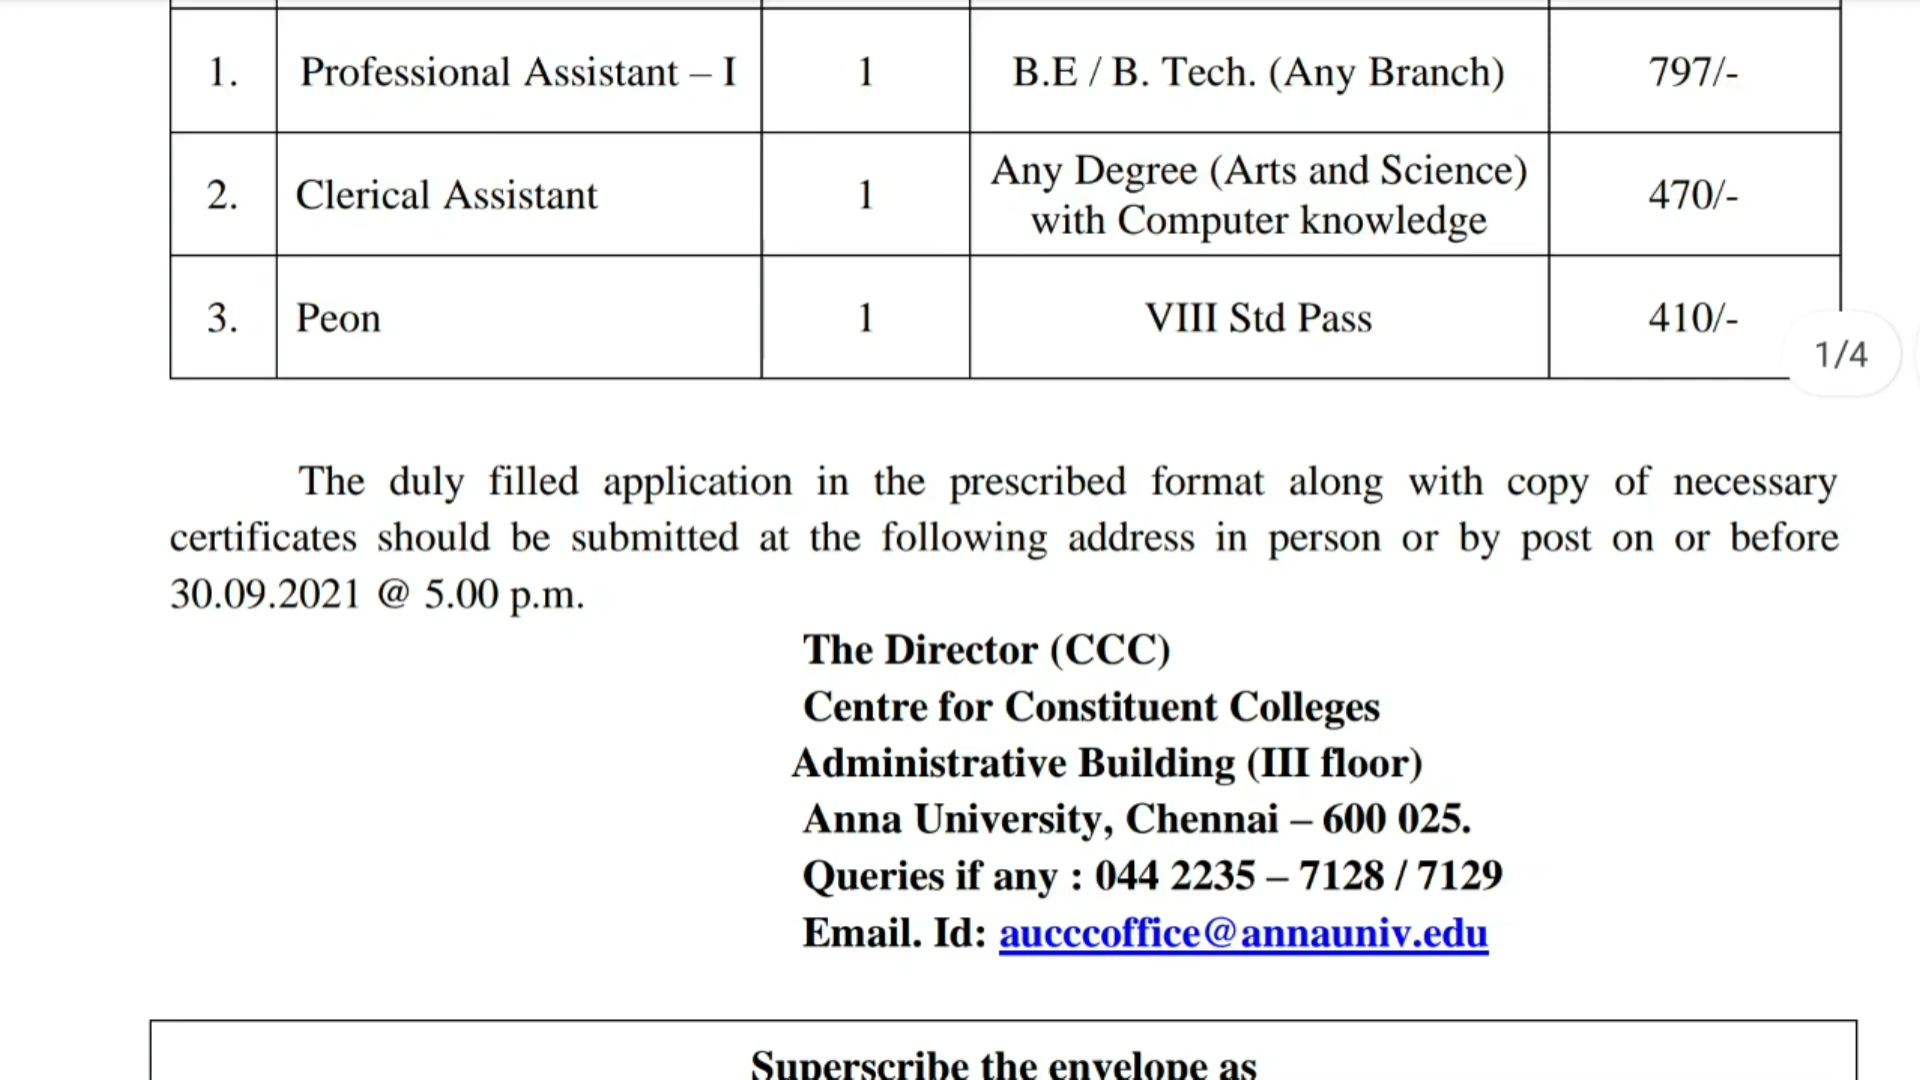 1. Professional Assistant – I 1 B.E / B. Tech. (Any Branch) 797/-
2. Clerical Assistant 1 Any Degree (Arts and Science) with Computer knowledge 470/-
3. Peon 1 VIII Std Pass 410/-
1/4
The duly filled application in the prescribed format along with copy of necessary
certificates should be submitted at the following address in person or by post on or before
30.09.2021 @ 5.00 p.m.
The Director (CCC)
Centre for Constituent Colleges
Administrative Building (III floor)
Anna University, Chennai – 600 025.
Queries if any : 044 2235 – 7128 / 7129
Email. Id: aucccoffice@annauniv.edu
Superscribe the envelope as